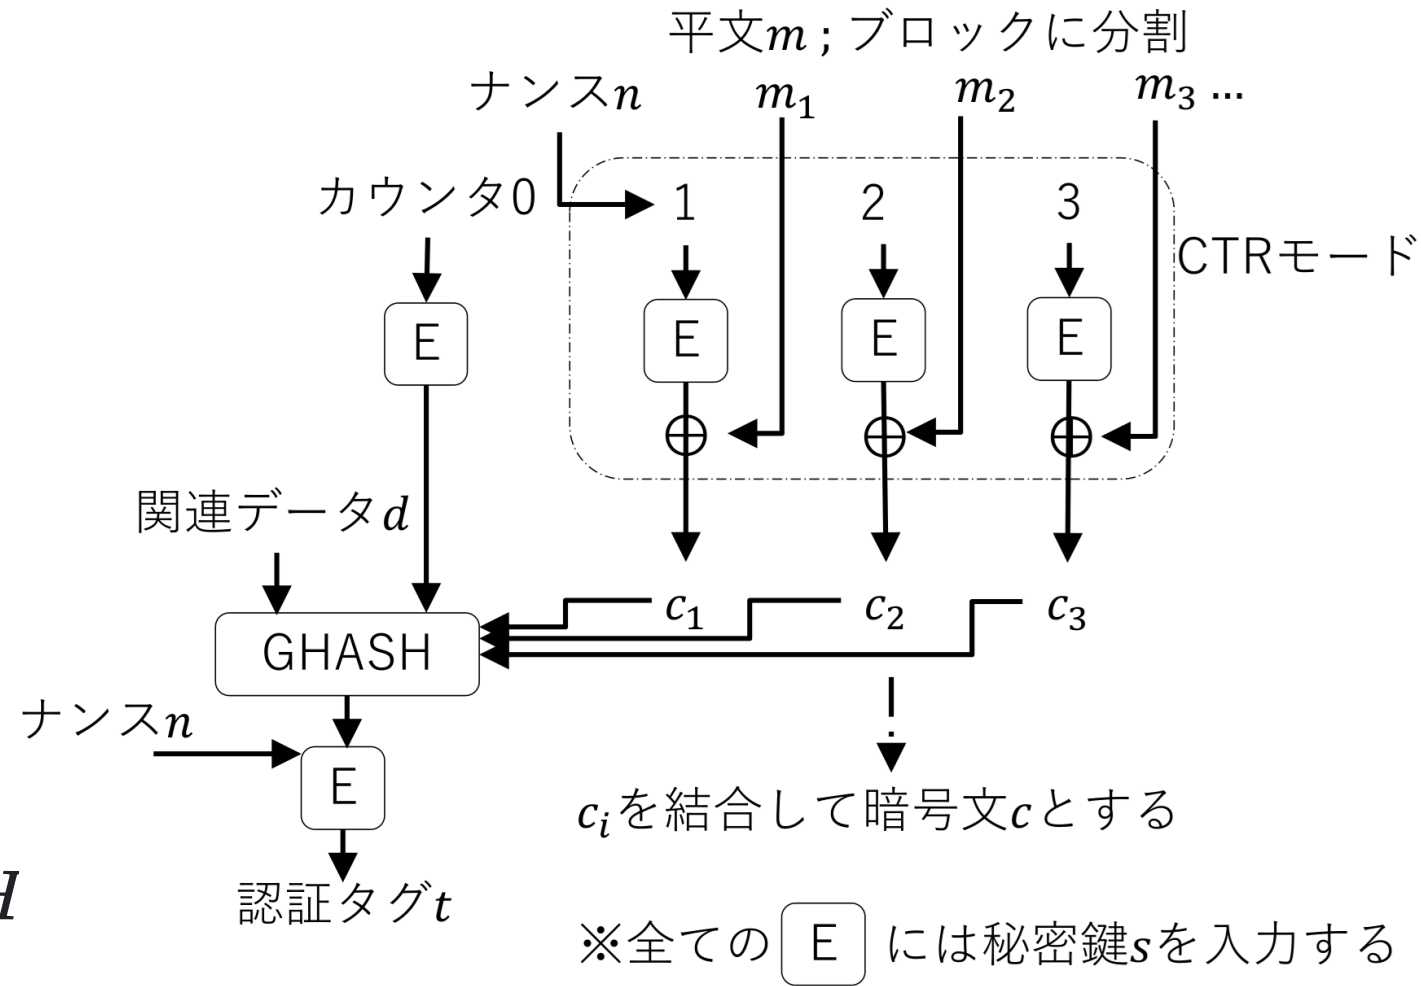 平文m ; ブロックに分割
ナンスn m₁ m₂ m₃ ...
カウンタ0 1 2 3
CTRモード
E E E E
関連データd
c₁ c₂ c₃
GHASH
ナンスn
E
cᵢを結合して暗号文cとする
d
認証タグt
※全ての E には秘密鍵sを入力する